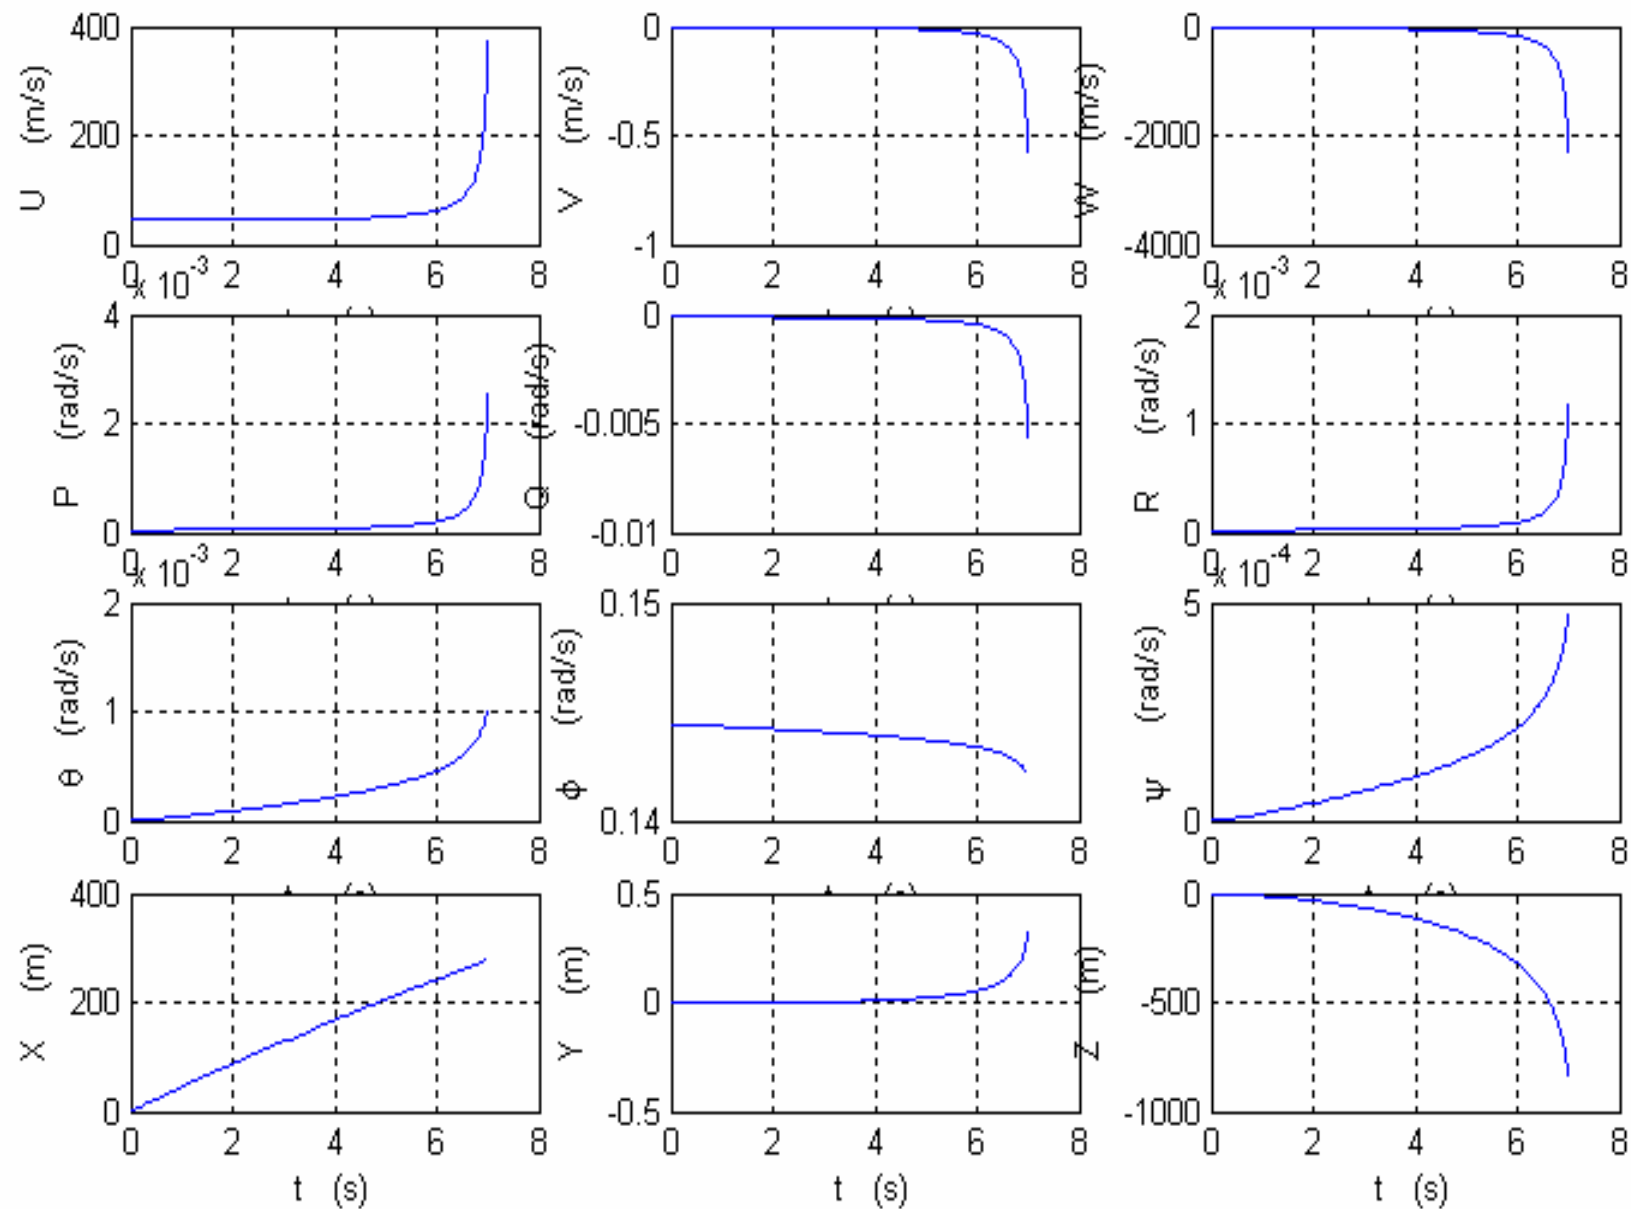 400 0 0
U (m/s) V (m/s) W (m/s)
200 -0.5 -2000
0 -1 -4000
0 2 4 6 8 0 2 4 6 8 0 2 4 6 8
x 10-3 x 10-3
4 0 2
P (rad/s) Q (rad/s) R (rad/s)
2 -0.005 1
0 -0.01 0
0 2 4 6 8 0 2 4 6 8 0 2 4 6 8
x 10-3 x 10-4
2 0.15 5
θ (rad/s) ϕ (rad/s) ψ (rad/s)
1
0 0.14 0
0 2 4 6 8 0 2 4 6 8 0 2 4 6 8
400 0.5 0
X (m) Y (m) Z (m)
200 0 -500
0 -0.5 -1000
0 2 4 6 8 0 2 4 6 8 0 2 4 6 8
t (s) t (s) t (s)